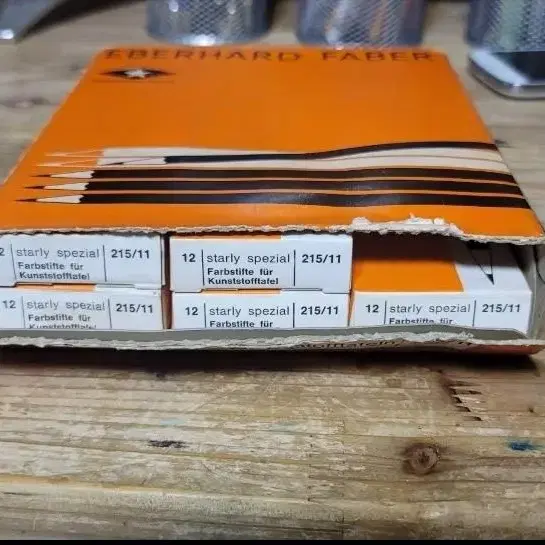 EBERHARD FABER
2 starly spezial 215/11
Farbstifte für
Kunststofftafel
12 starly spezial 215/11
Farbstifte für
Kunststofftafel
12 starly spezial 215/11
Farbstifte für
Kunststofftafel
12 starly spezial 215/11
Farbstifte für
12 starly spezial 215/11
Farbstifte für